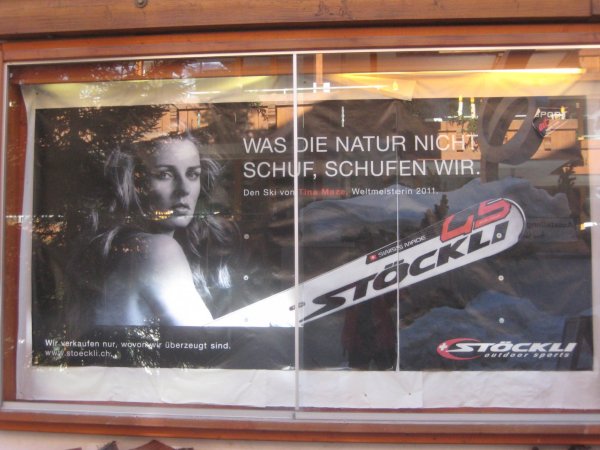 WAS DIE NATUR NICHT
SCHUF, SCHUFEN WIR.
Den Ski von Tina Maze, Weltmeisterin 2011.
SWISS MADE
GS
STÖCKLI
Wir verkaufen nur, wovon wir überzeugt sind.
www.stoeckli.ch
STÖCKLI
outdoor sports
SPORT